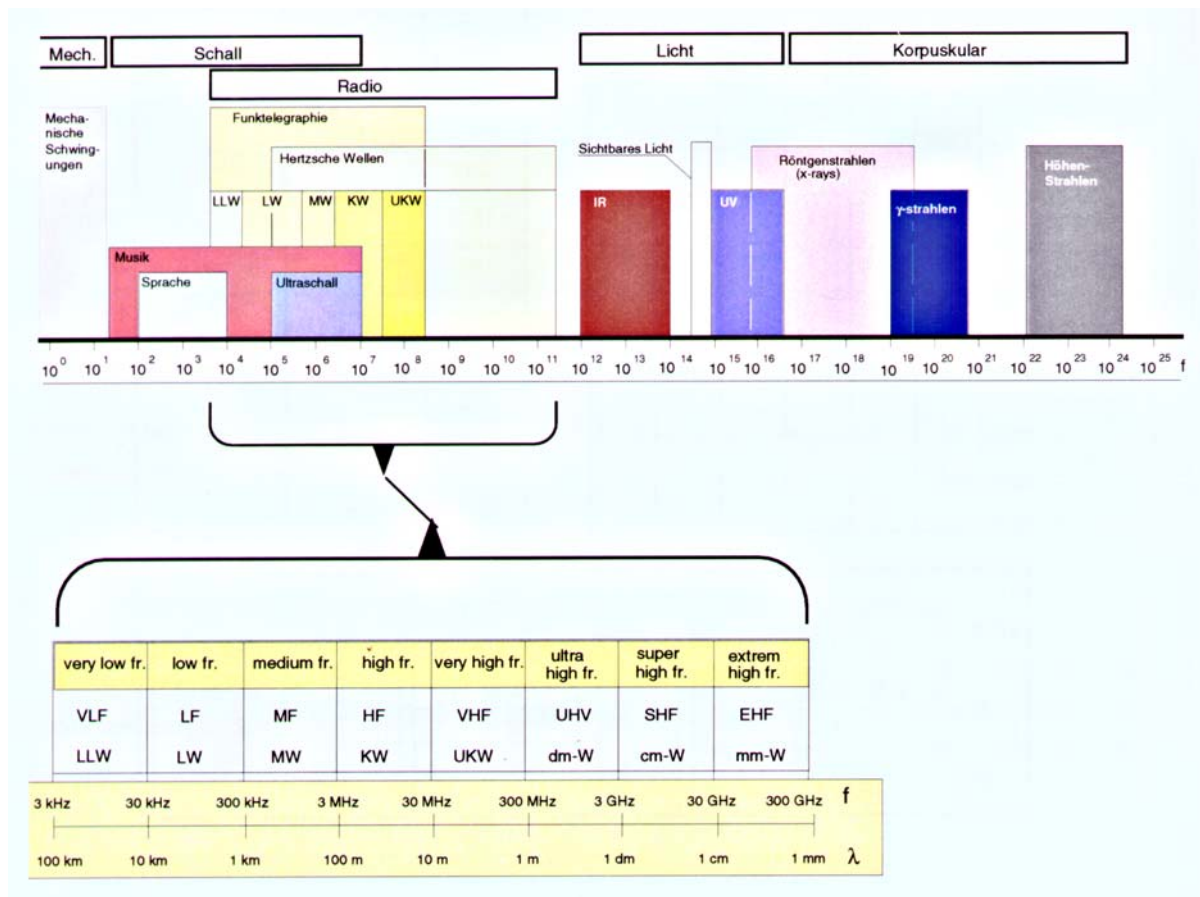 Mech.
Schall
Licht
Korpuskular
Radio
Mecha-
nische
Schwing-
ungen
Funktelegraphie
Hertzsche Wellen
Sichtbares Licht
Röntgenstrahlen
(x-rays)
Höhen-
Strahlen
LLW LW MW KW UKW
IR
UV
γ-strahlen
Musik
Sprache
Ultraschall
10^0 10^1 10^2 10^3 10^4 10^5 10^6 10^7 10^8 10^9 10^10 10^11 10^12 10^13 10^14 10^15 10^16 10^17 10^18 10^19 10^20 10^21 10^22 10^23 10^24 10^25 f
very low fr. low fr. medium fr. high fr. very high fr. ultra high fr. super high fr. extrem high fr.
VLF LF MF HF VHF UHV SHF EHF
LLW LW MW KW UKW dm-W cm-W mm-W
3 kHz 30 kHz 300 kHz 3 MHz 30 MHz 300 MHz 3 GHz 30 GHz 300 GHz f
100 km 10 km 1 km 100 m 10 m 1 m 1 dm 1 cm 1 mm λ